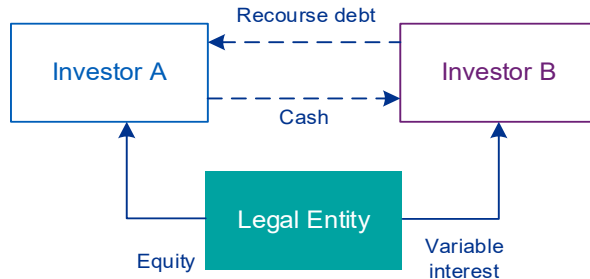 Recourse debt
Investor A
Investor B
Cash
Legal Entity
Equity
Variable
interest